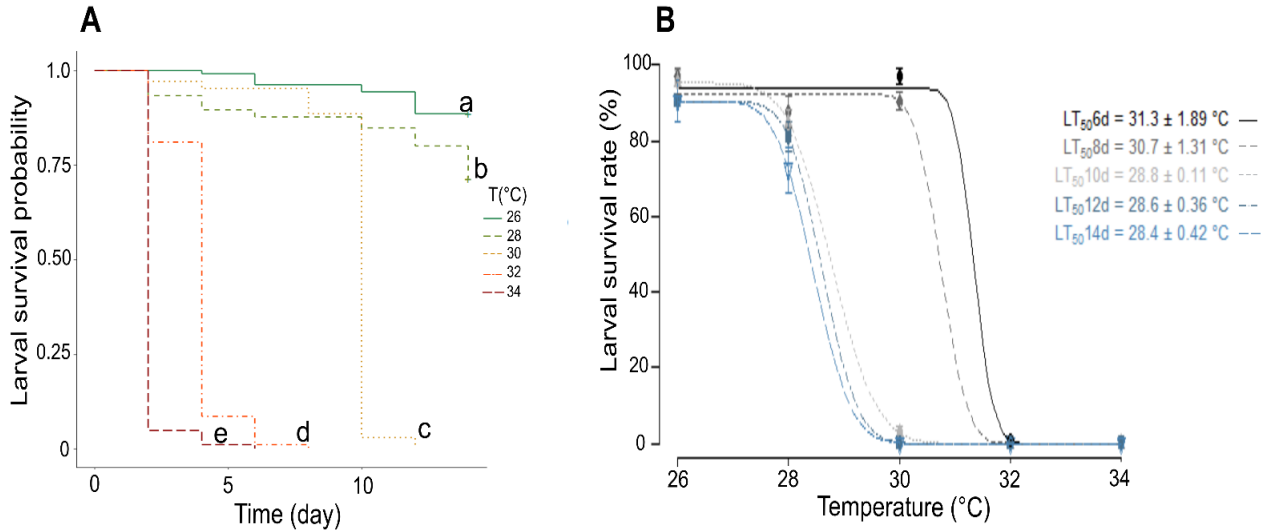 A
Larval survival probability
1.0
0.75
0.50
0.25
0
0
5
10
Time (day)
a
b
c
d
e
T(°C)
26
28
30
32
34
B
Larval survival rate (%)
100
80
60
40
20
0
26
28
30
32
34
Temperature (°C)
LT₅₀6d = 31.3 ± 1.89 °C
LT₅₀8d = 30.7 ± 1.31 °C
LT₅₀10d = 28.8 ± 0.11 °C
LT₅₀12d = 28.6 ± 0.36 °C
LT₅₀14d = 28.4 ± 0.42 °C